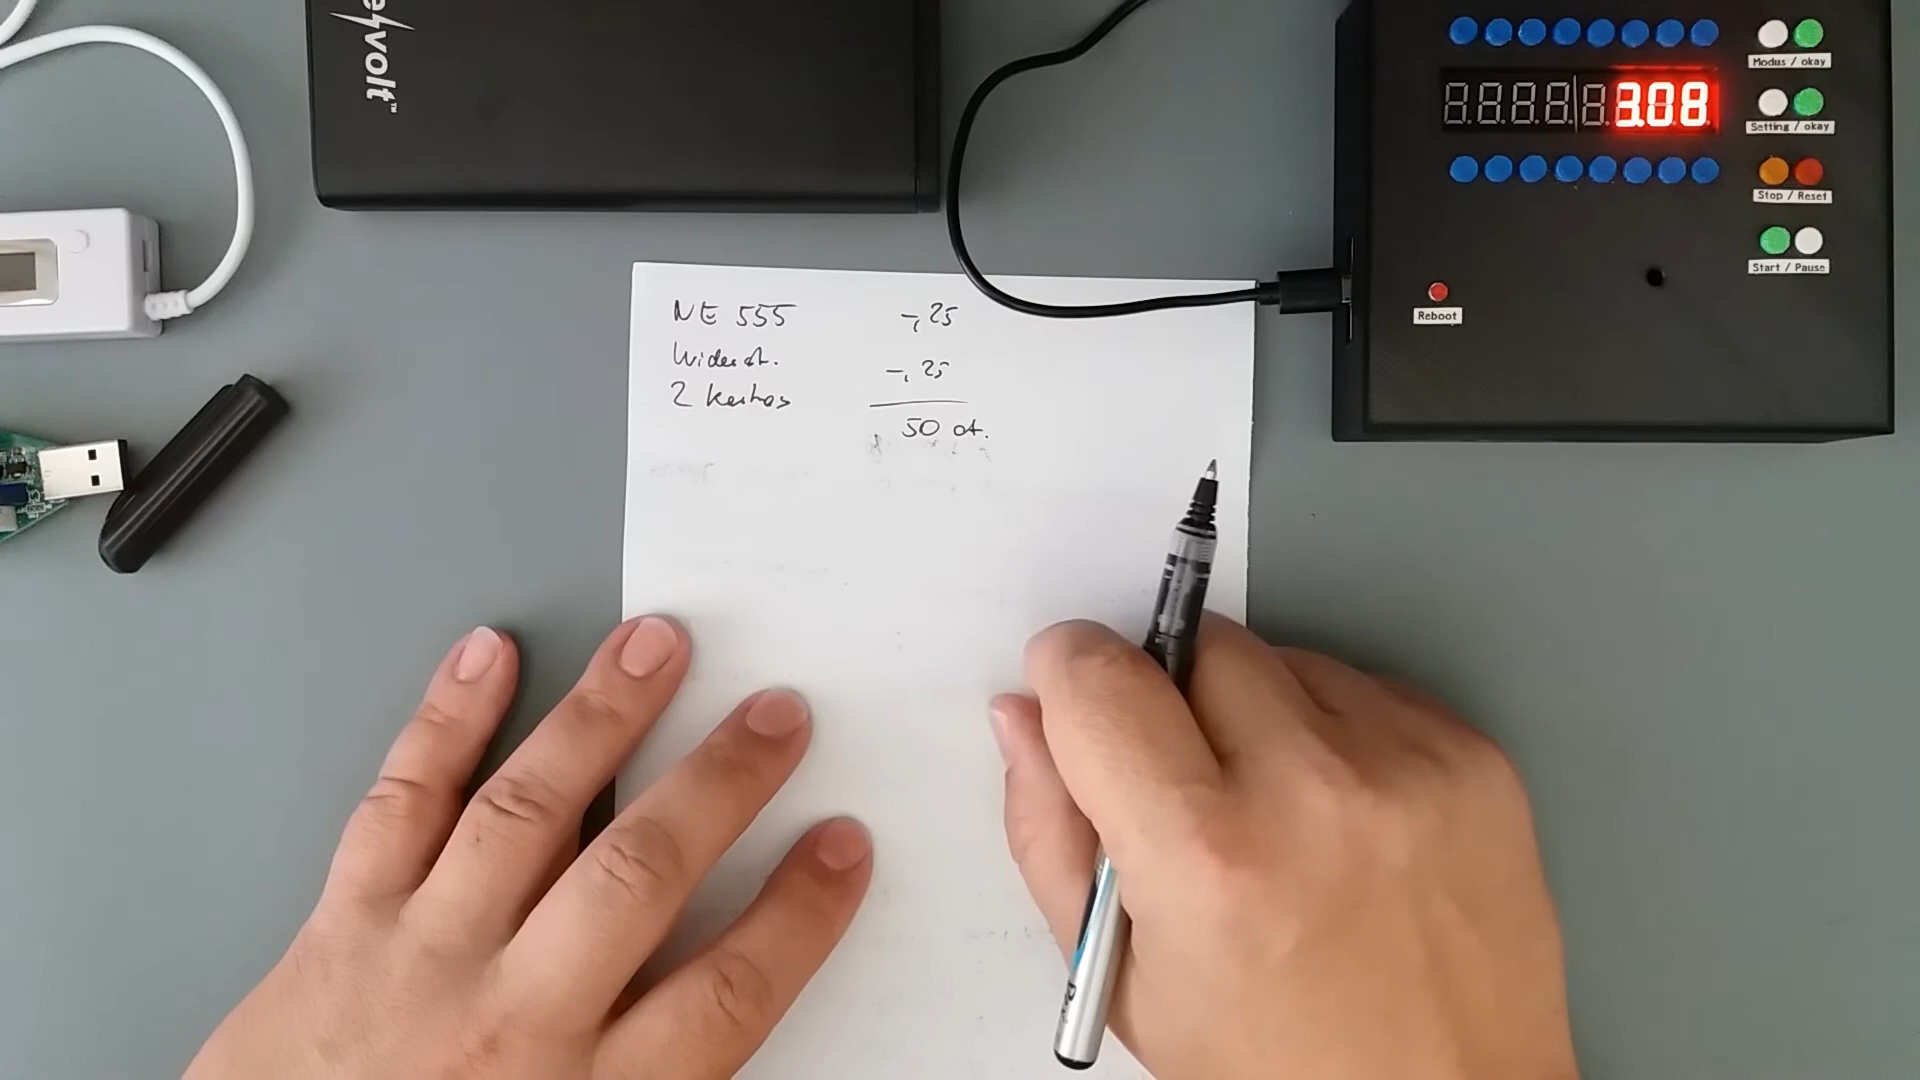 e/volt™
3.08
Modus / okay
Setting / okay
Stop / Reset
Start / Pause
Reboot
NE 555 -,25
Widerst. -,25
2 Kerkos
50 ct.